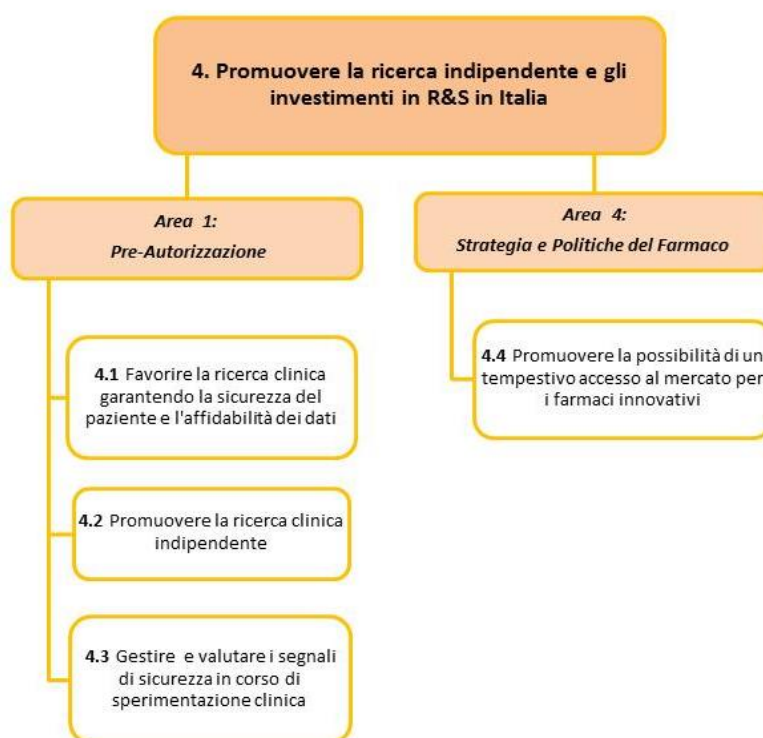 4. Promuovere la ricerca indipendente e gli
investimenti in R&S in Italia
Area 1:
Pre-Autorizzazione
Area 4:
Strategia e Politiche del Farmaco
4.1 Favorire la ricerca clinica
garantendo la sicurezza del
paziente e l'affidabilità dei dati
4.2 Promuovere la ricerca clinica
indipendente
4.3 Gestire e valutare i segnali
di sicurezza in corso di
sperimentazione clinica
4.4 Promuovere la possibilità di un
tempestivo accesso al mercato per
i farmaci innovativi